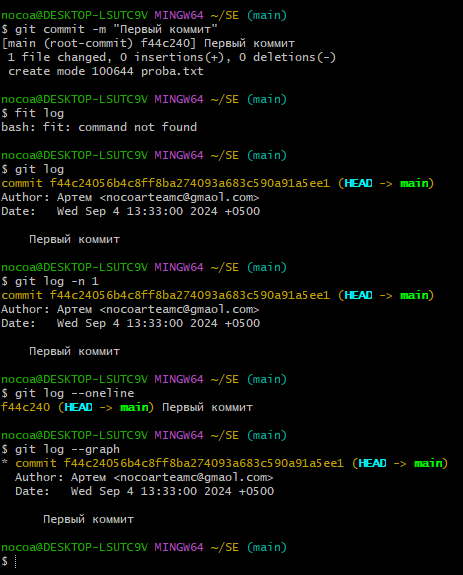 nocoa@DESKTOP-LSUTC9V MINGW64 ~/SE (main)
$ git commit -m "Первый коммит"
[main (root-commit) f44c240] Первый коммит
 1 file changed, 0 insertions(+), 0 deletions(-)
 create mode 100644 proba.txt
nocoa@DESKTOP-LSUTC9V MINGW64 ~/SE (main)
$ fit log
bash: fit: command not found
nocoa@DESKTOP-LSUTC9V MINGW64 ~/SE (main)
$ git log
commit f44c24056b4c8ff8ba274093a683c590a91a5ee1 (HEAD -> main)
Author: Артем <nocoarteamc@gmaol.com>
Date:   Wed Sep 4 13:33:00 2024 +0500
    Первый коммит
nocoa@DESKTOP-LSUTC9V MINGW64 ~/SE (main)
$ git log -n 1
commit f44c24056b4c8ff8ba274093a683c590a91a5ee1 (HEAD -> main)
Author: Артем <nocoarteamc@gmaol.com>
Date:   Wed Sep 4 13:33:00 2024 +0500
    Первый коммит
nocoa@DESKTOP-LSUTC9V MINGW64 ~/SE (main)
$ git log --oneline
f44c240 (HEAD -> main) Первый коммит
nocoa@DESKTOP-LSUTC9V MINGW64 ~/SE (main)
$ git log --graph
* commit f44c24056b4c8ff8ba274093a683c590a91a5ee1 (HEAD -> main)
  Author: Артем <nocoarteamc@gmaol.com>
  Date:   Wed Sep 4 13:33:00 2024 +0500
      Первый коммит
nocoa@DESKTOP-LSUTC9V MINGW64 ~/SE (main)
$